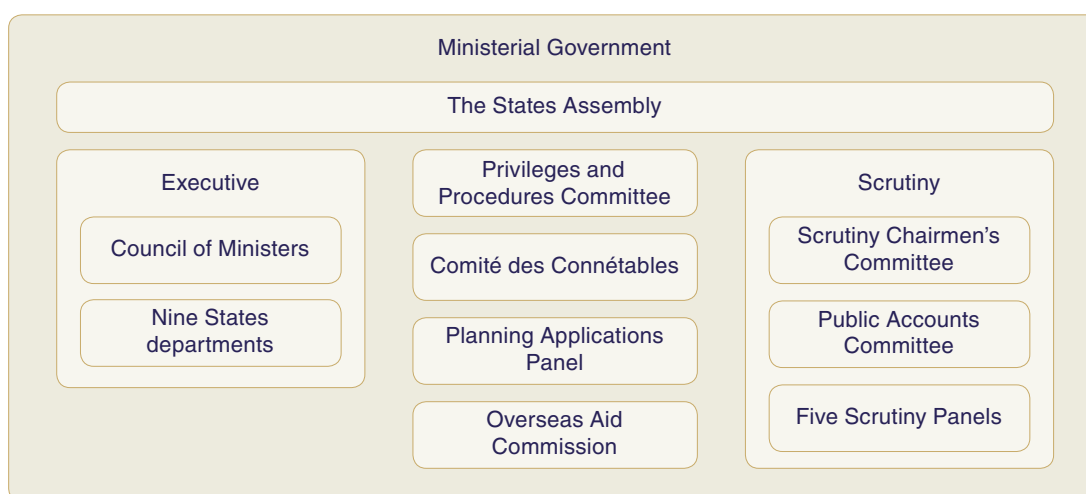 Ministerial Government
The States Assembly
Executive
Council of Ministers
Nine States
departments
Privileges and
Procedures Committee
Comité des Connétables
Planning Applications
Panel
Overseas Aid
Commission
Scrutiny
Scrutiny Chairmen's
Committee
Public Accounts
Committee
Five Scrutiny Panels